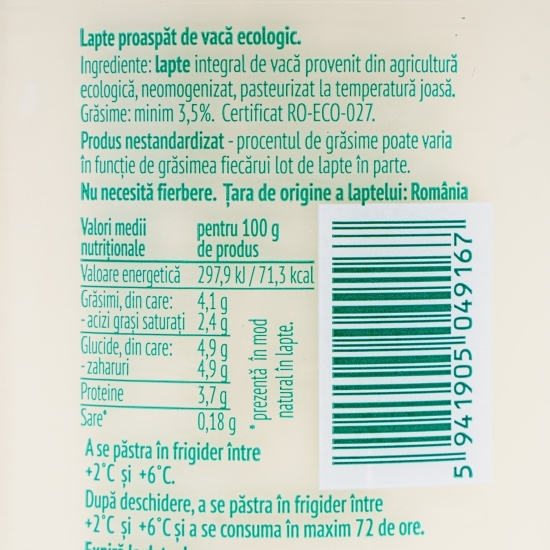 Lapte proaspăt de vacă ecologic.
Ingrediente: lapte integral de vacă provenit din agricultură
ecologică, neomogenizat, pasteurizat la temperatură joasă.
Grăsime: minim 3,5%. Certificat RO-ECO-027.
Produs nestandardizat - procentul de grăsime poate varia
în funcție de grăsimea fiecărui lot de lapte în parte.
Nu necesită fierbere. Țara de origine a laptelui: România
Valori medii pentru 100 g
nutriționale de produs
Valoare energetică 297,9 kJ / 71,3 kcal
Grăsimi, din care: 4,1 g
- acizi grași saturați 2,4 g
Glucide, din care: 4,9 g
- zaharuri 4,9 g
Proteine 3,7 g
Sare* 0,18 g
* prezentă în mod
natural în lapte.
5 941905 049167
A se păstra în frigider între
+2°C și +6°C.
După deschidere, a se păstra în frigider între
+2°C și +6°C și a se consuma în maxim 72 de ore.